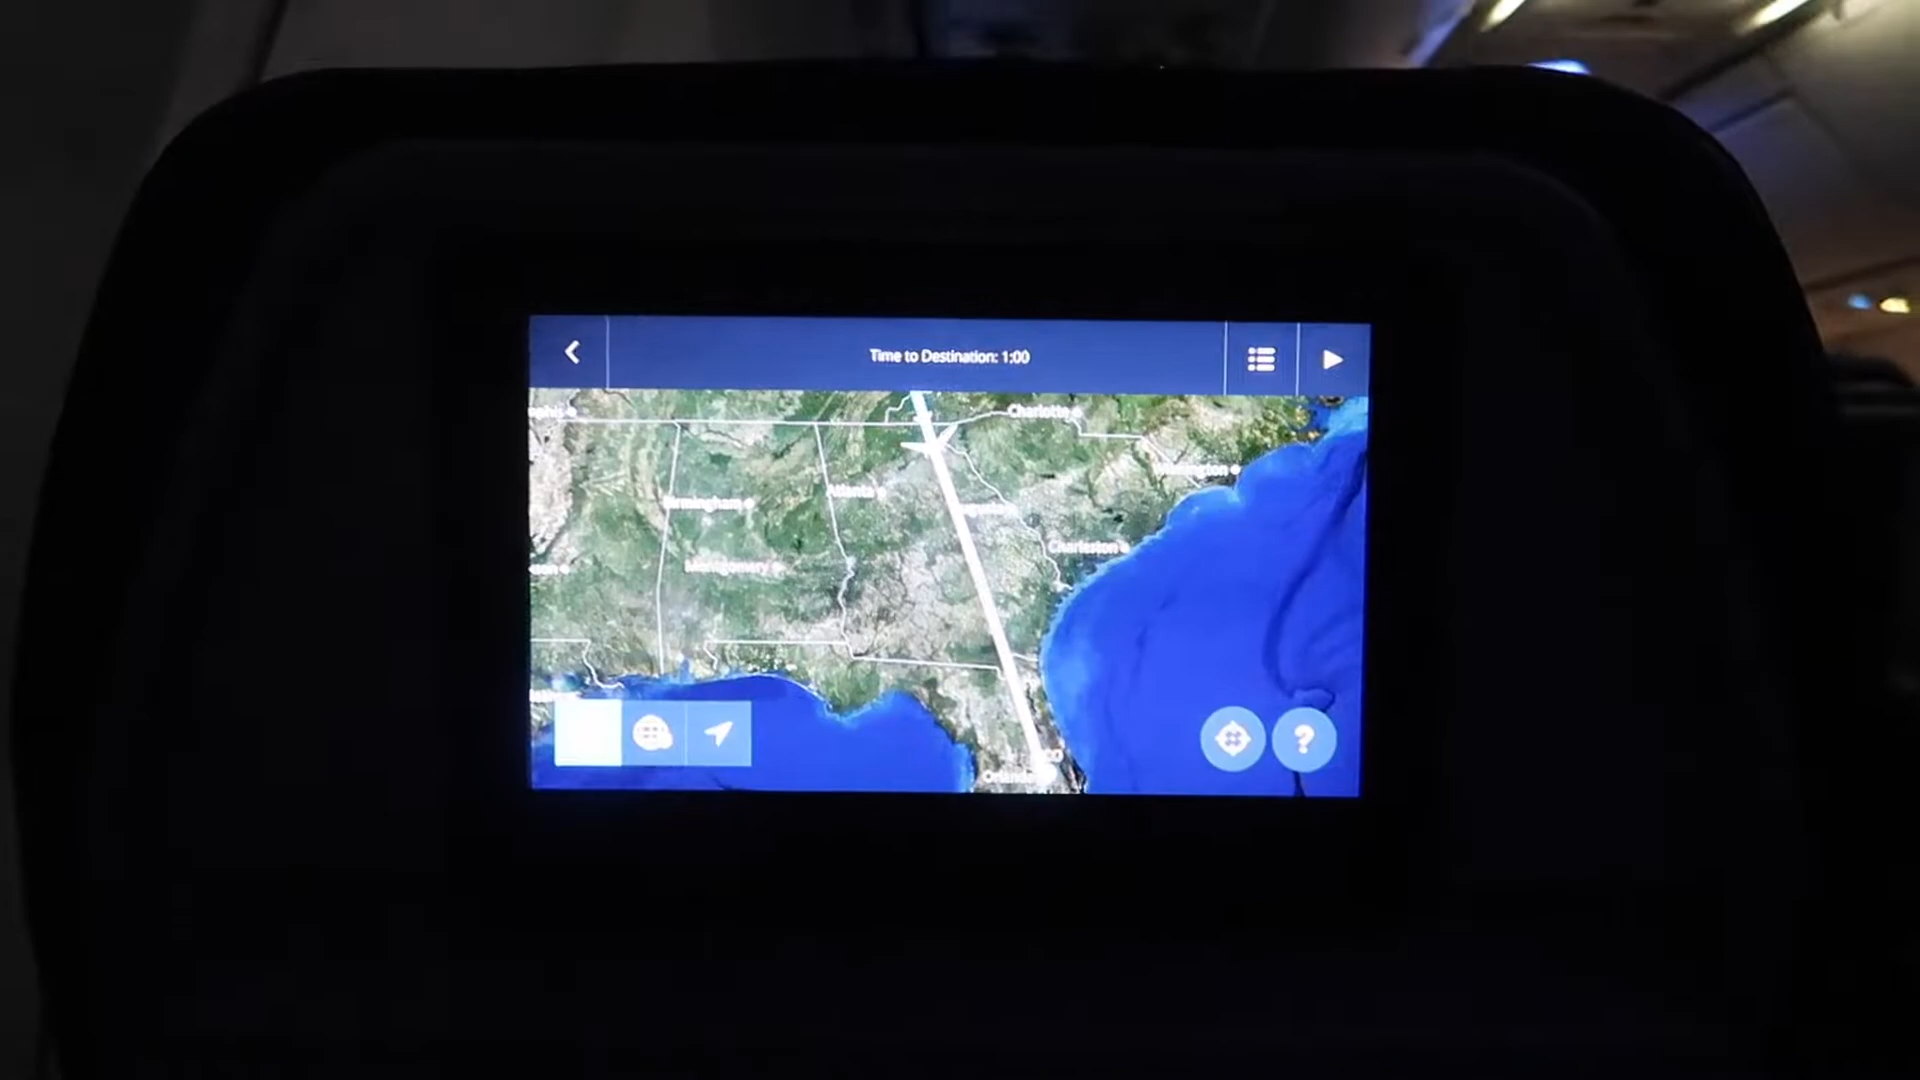 Time to Destination: 1:00
Charlotte
Wilmington
Atlanta
Birmingham
Charleston
Montgomery
Orlando
?